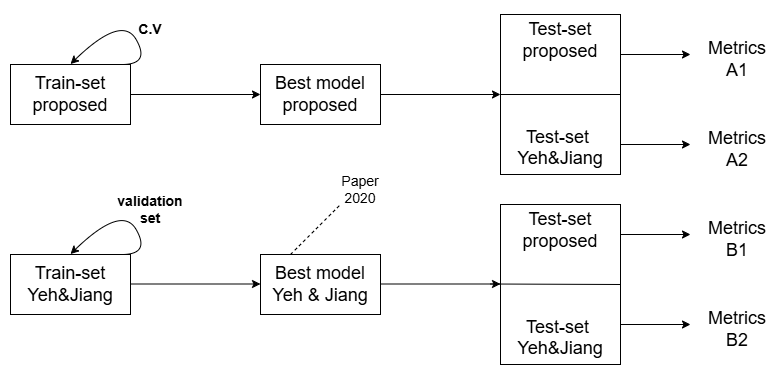 C.V
Train-set
proposed
Best model
proposed
Test-set
proposed
Metrics
A1
Test-set
Yeh&Jiang
Metrics
A2
validation
set
Paper
2020
Train-set
Yeh&Jiang
Best model
Yeh & Jiang
Test-set
proposed
Metrics
B1
Test-set
Yeh&Jiang
Metrics
B2